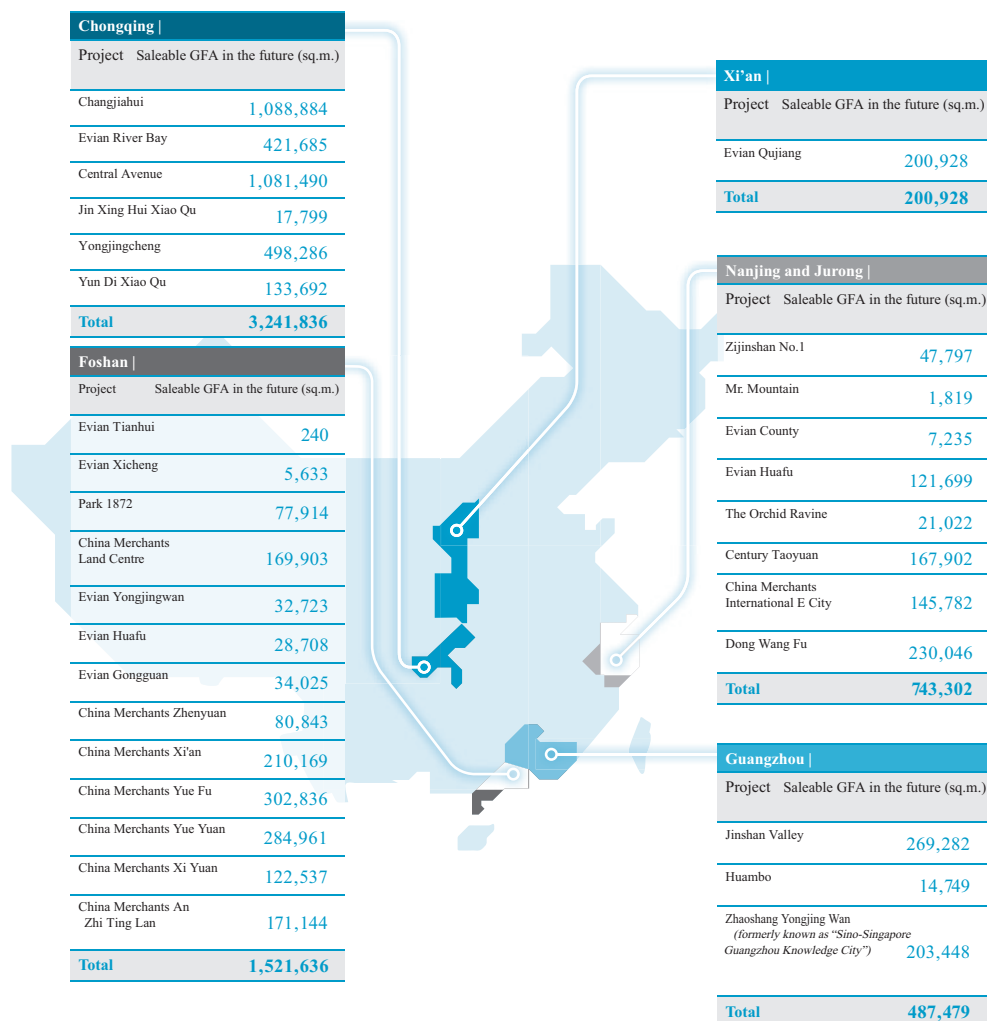 Chongqing |
Project Saleable GFA in the future (sq.m.)
Changjiahui 1,088,884
Evian River Bay 421,685
Central Avenue 1,081,490
Jin Xing Hui Xiao Qu 17,799
Yongjingcheng 498,286
Yun Di Xiao Qu 133,692
Total 3,241,836
Foshan |
Project Saleable GFA in the future (sq.m.)
Evian Tianhui 240
Evian Xicheng 5,633
Park 1872 77,914
China Merchants
Land Centre 169,903
Evian Yongjingwan 32,723
Evian Huafu 28,708
Evian Gongguan 34,025
China Merchants Zhenyuan 80,843
China Merchants Xi'an 210,169
China Merchants Yue Fu 302,836
China Merchants Yue Yuan 284,961
China Merchants Xi Yuan 122,537
China Merchants An
Zhi Ting Lan 171,144
Total 1,521,636
Xi’an |
Project Saleable GFA in the future (sq.m.)
Evian Qujiang 200,928
Total 200,928
Nanjing and Jurong |
Project Saleable GFA in the future (sq.m.)
Zijinshan No.1 47,797
Mr. Mountain 1,819
Evian County 7,235
Evian Huafu 121,699
The Orchid Ravine 21,022
Century Taoyuan 167,902
China Merchants
International E City 145,782
Dong Wang Fu 230,046
Total 743,302
Guangzhou |
Project Saleable GFA in the future (sq.m.)
Jinshan Valley 269,282
Huambo 14,749
Zhaoshang Yongjing Wan
(formerly known as “Sino-Singapore
Guangzhou Knowledge City”) 203,448
Total 487,479